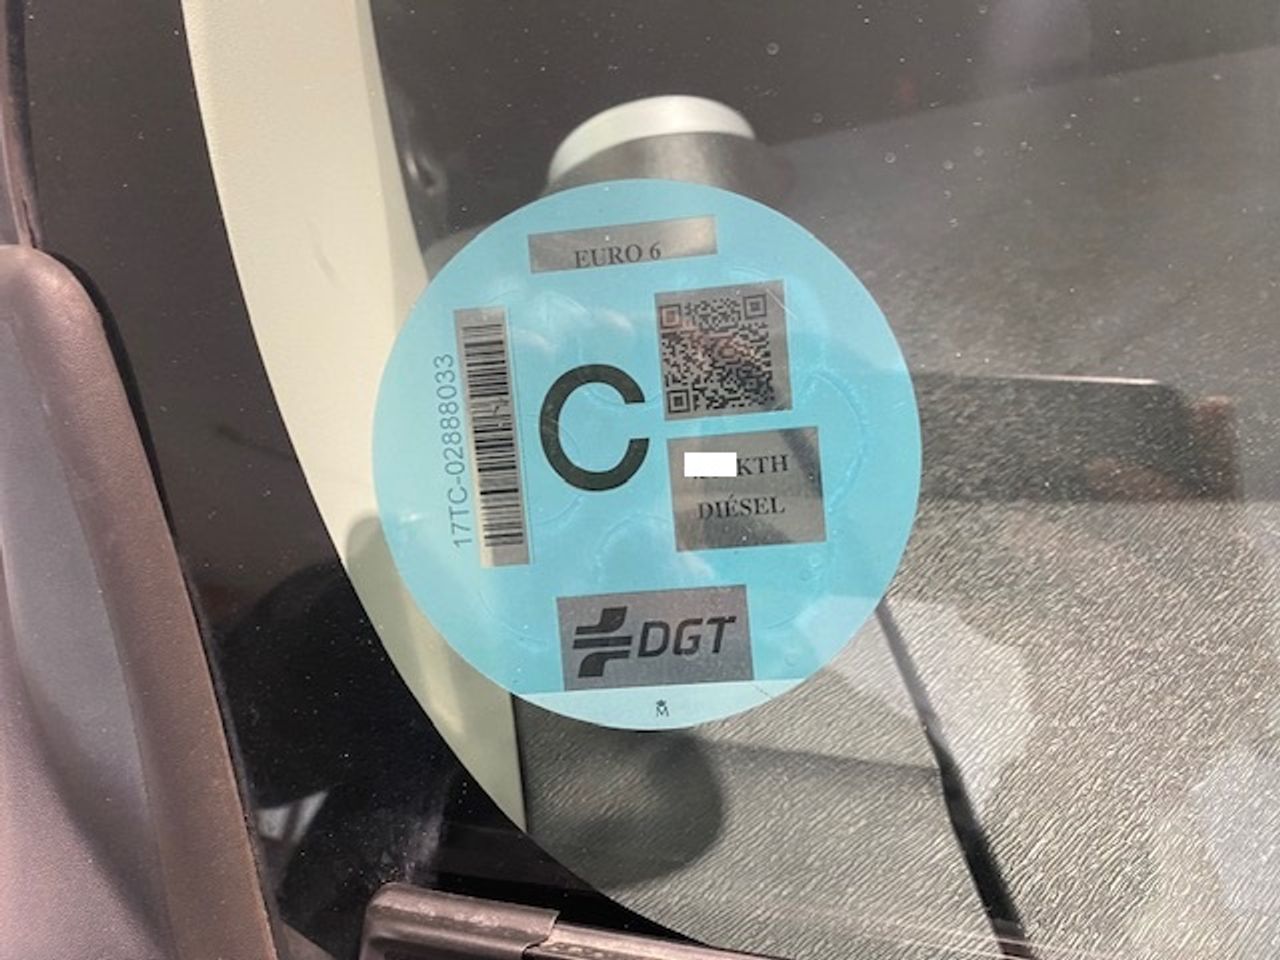 EURO 6
17TC-02888033
C
KTH
DIÉSEL
DGT
M